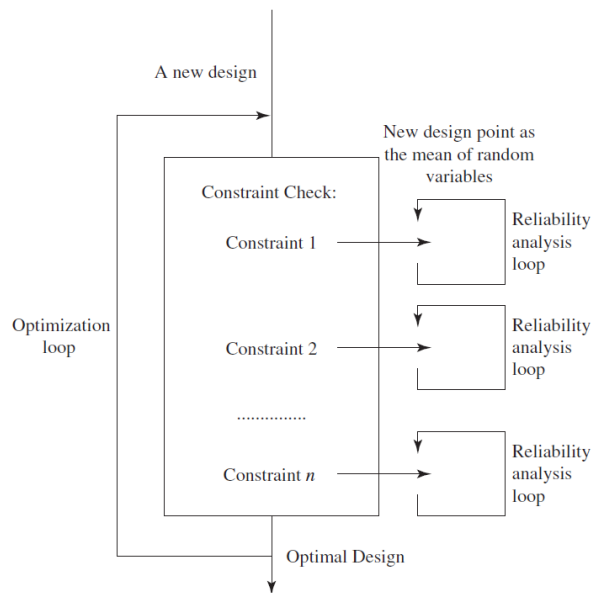 A new design
New design point as
the mean of random
variables
Constraint Check:
Constraint 1
Reliability
analysis
loop
Optimization
loop
Constraint 2
Reliability
analysis
loop
...............
Constraint n
Reliability
analysis
loop
Optimal Design